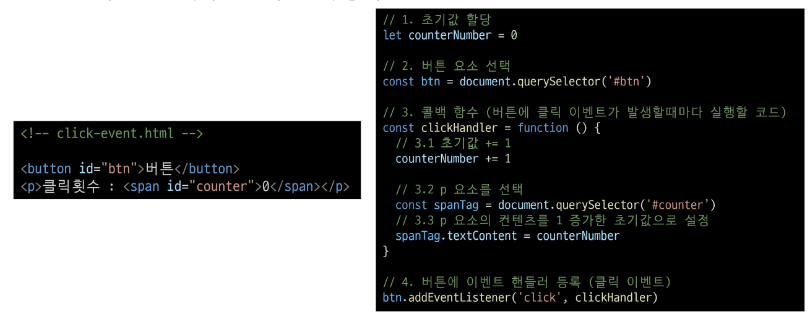 <!-- click-event.html -->
<button id="btn">버튼</button>
<p>클릭횟수 : <span id="counter">0</span></p>
// 1. 초기값 할당
let counterNumber = 0
// 2. 버튼 요소 선택
const btn = document.querySelector('#btn')
// 3. 콜백 함수 (버튼에 클릭 이벤트가 발생할때마다 실행할 코드)
const clickHandler = function () {
// 3.1 초기값 += 1
counterNumber += 1
// 3.2 p 요소를 선택
const spanTag = document.querySelector('#counter')
// 3.3 p 요소의 컨텐츠를 1 증가한 초기값으로 설정
spanTag.textContent = counterNumber
}
// 4. 버튼에 이벤트 핸들러 등록 (클릭 이벤트)
btn.addEventListener('click', clickHandler)